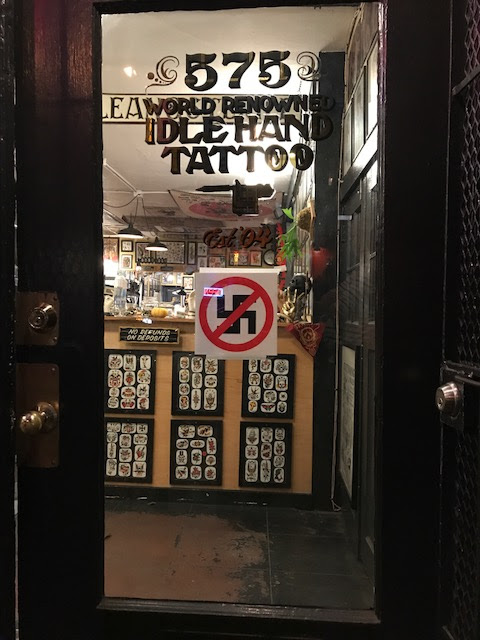 575
WORLD RENOWNED
IDLE HAND
TATTOO
Est '04
NO REFUNDS
ON DEPOSITS